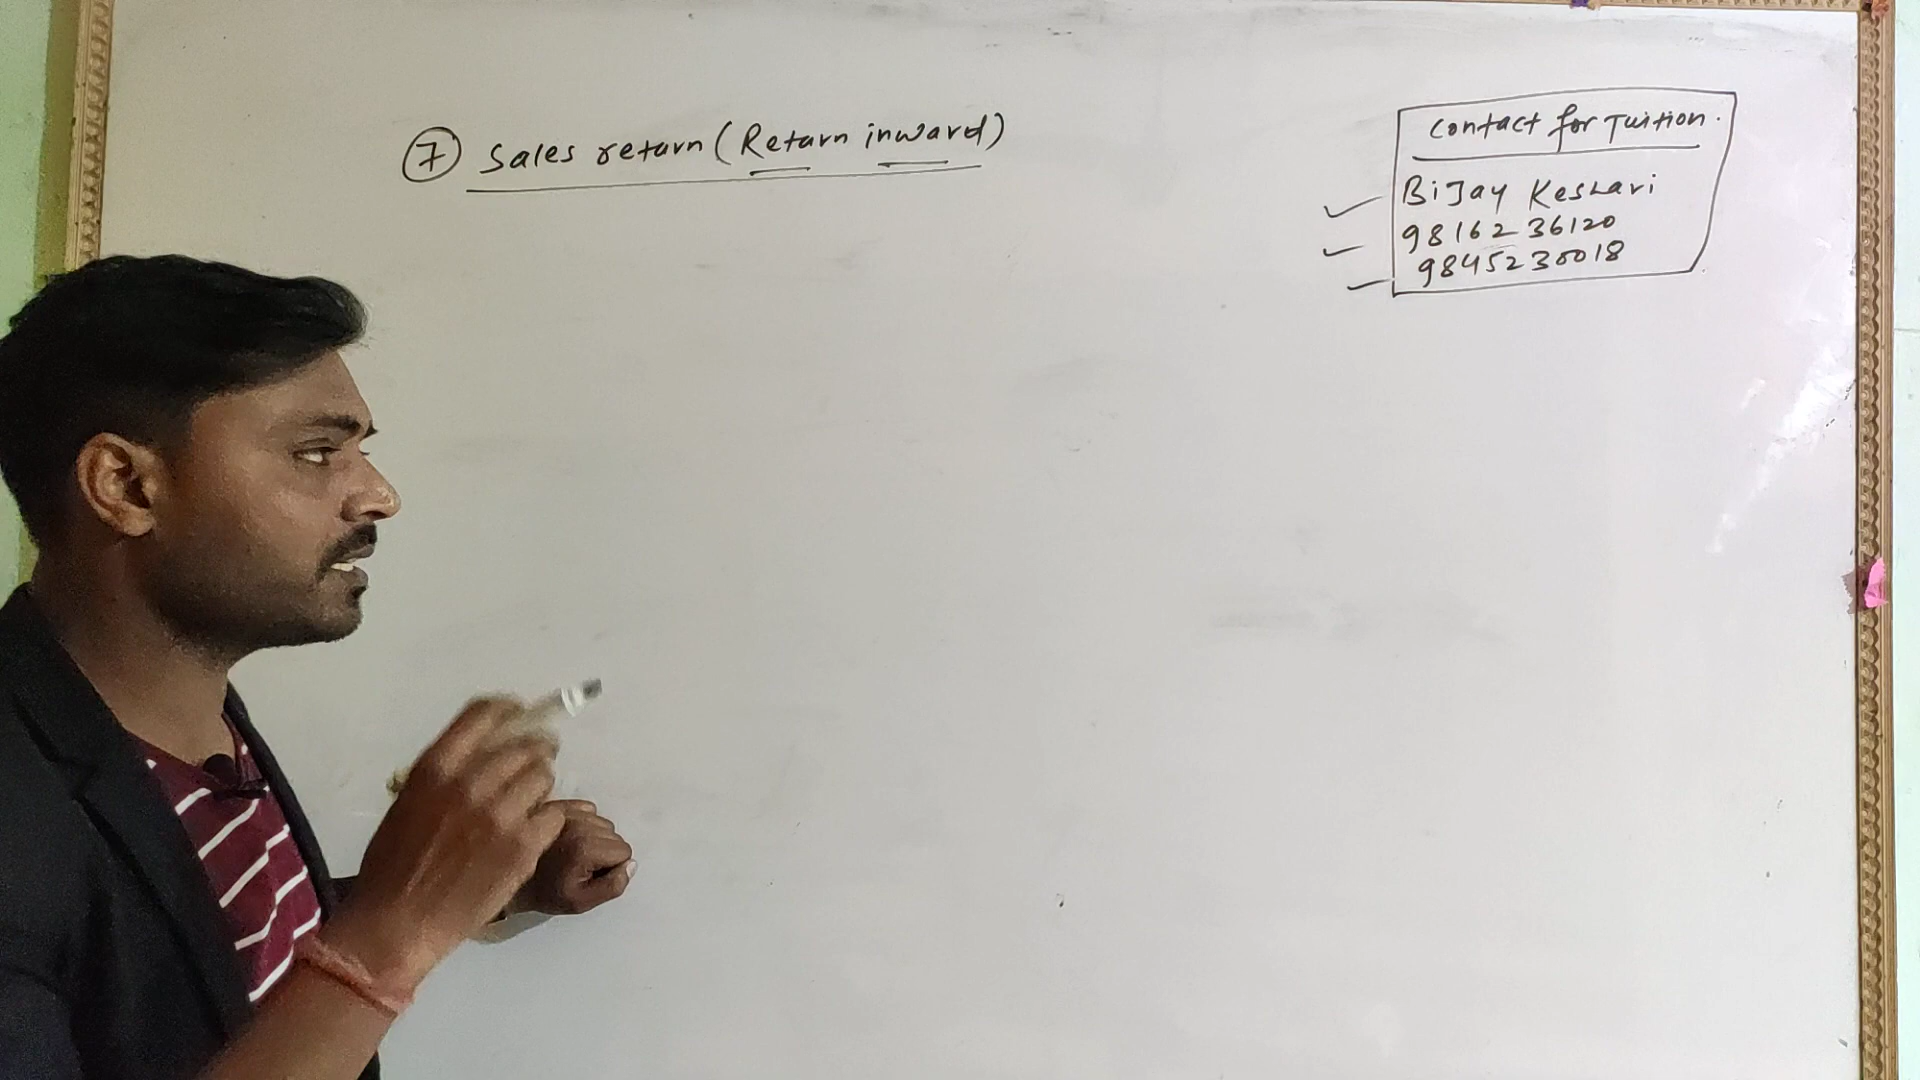 7 Sales return (Return inward)
Contact for Tuition.
BiJay Keshari
9816236120
9845230018